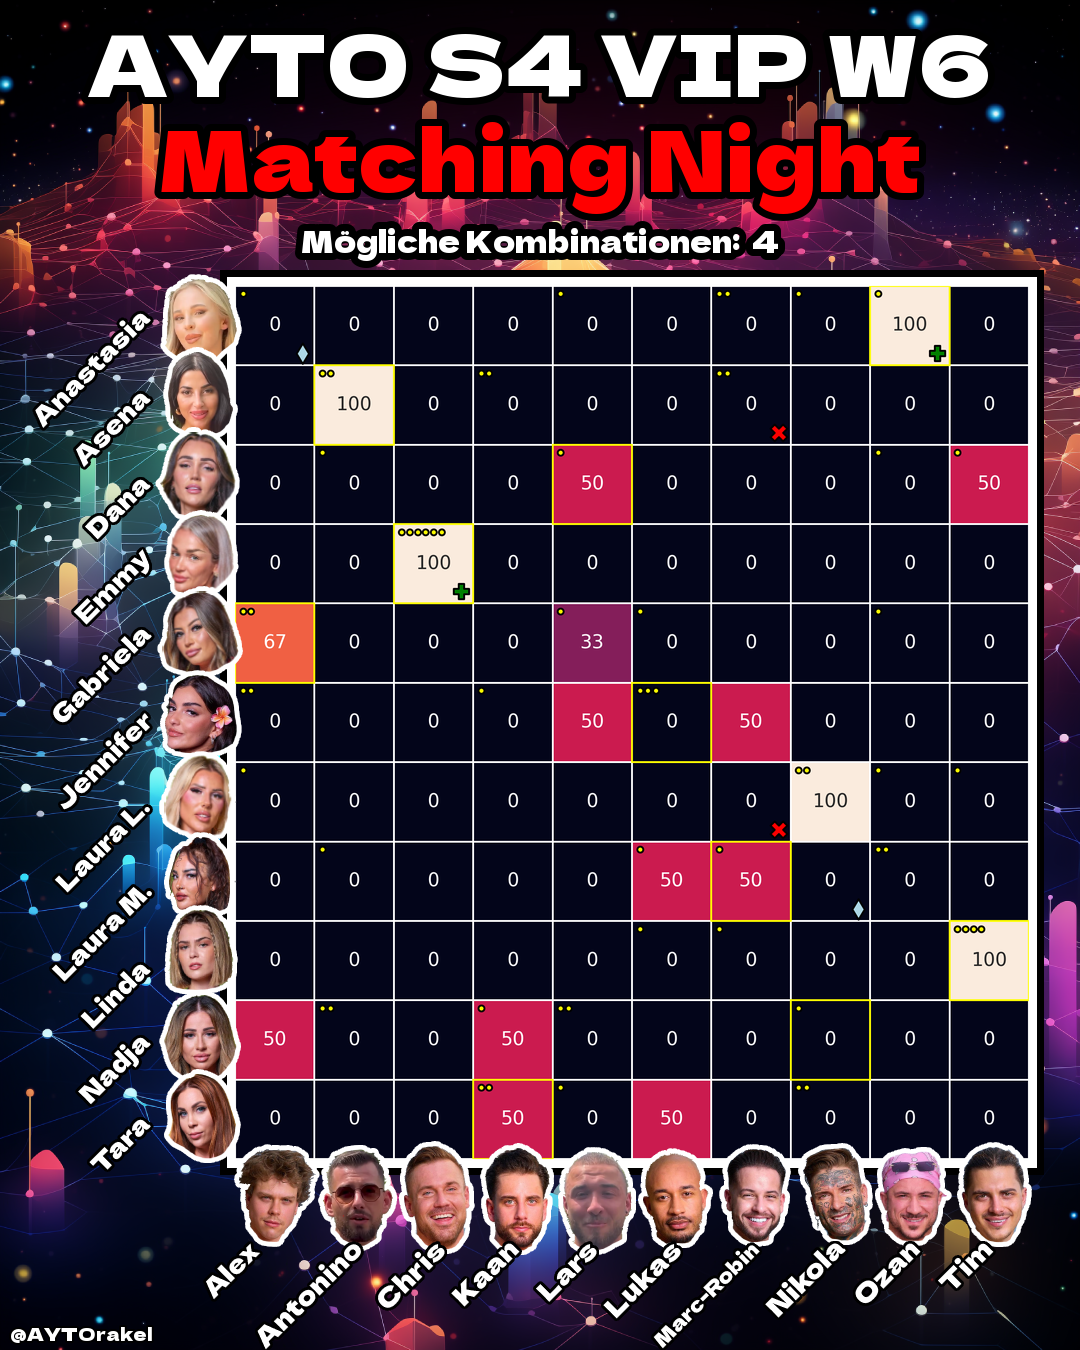 AYTO S4 VIP W6
Matching Night
Mögliche Kombinationen: 4
Anastasia 0 0 0 0 0 0 0 0 100 0
Asena 0 100 0 0 0 0 0 0 0 0
Dana 0 0 0 0 50 0 0 0 0 50
Emmy 0 0 100 0 0 0 0 0 0 0
Gabriela 67 0 0 0 33 0 0 0 0 0
Jennifer 0 0 0 0 50 0 50 0 0 0
Laura L. 0 0 0 0 0 0 0 100 0 0
Laura M. 0 0 0 0 0 50 50 0 0 0
Linda 0 0 0 0 0 0 0 0 0 100
Nadja 50 0 0 50 0 0 0 0 0 0
Tara 0 0 0 50 0 50 0 0 0 0
Alex Antonino Chris Kaan Lars Lukas Marc-Robin Nikola Ozan Tim
@AYTOrakel